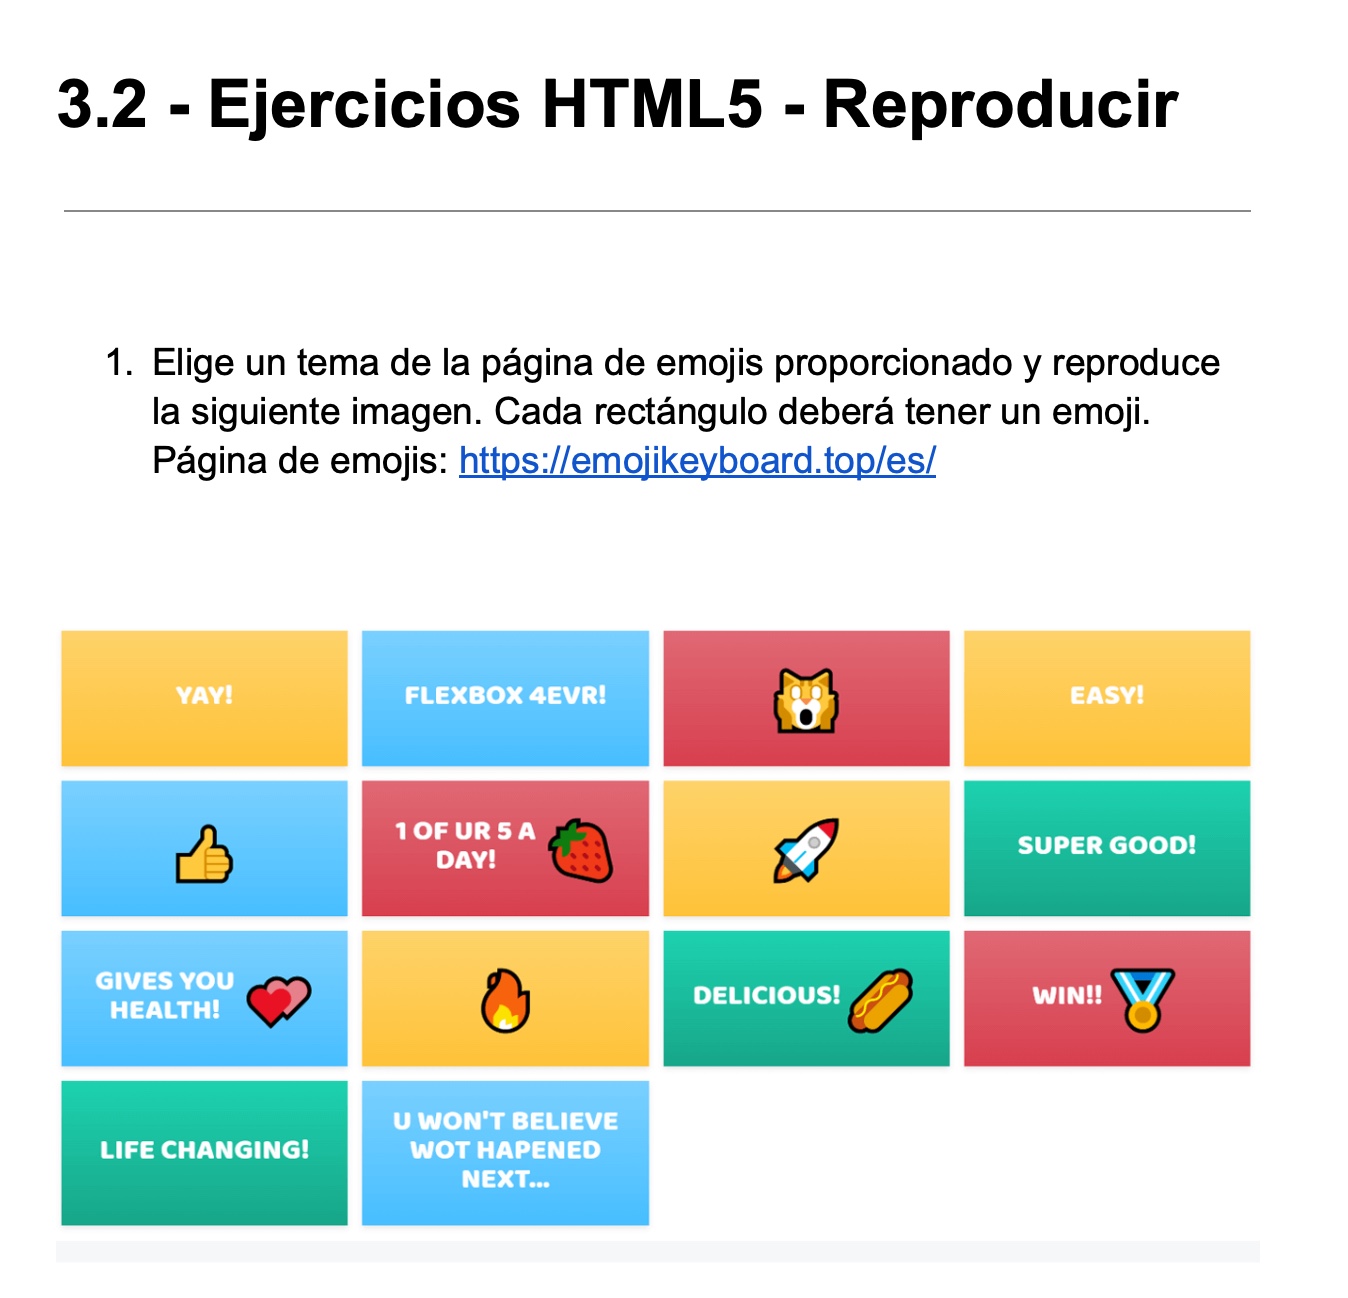 3.2 - Ejercicios HTML5 - Reproducir
1. Elige un tema de la página de emojis proporcionado y reproduce
la siguiente imagen. Cada rectángulo deberá tener un emoji.
Página de emojis: https://emojikeyboard.top/es/
YAY!
FLEXBOX 4EVR!
EASY!
1 OF UR 5 A
DAY!
SUPER GOOD!
GIVES YOU
HEALTH!
DELICIOUS!
WIN!!
LIFE CHANGING!
U WON'T BELIEVE
WOT HAPENED
NEXT...